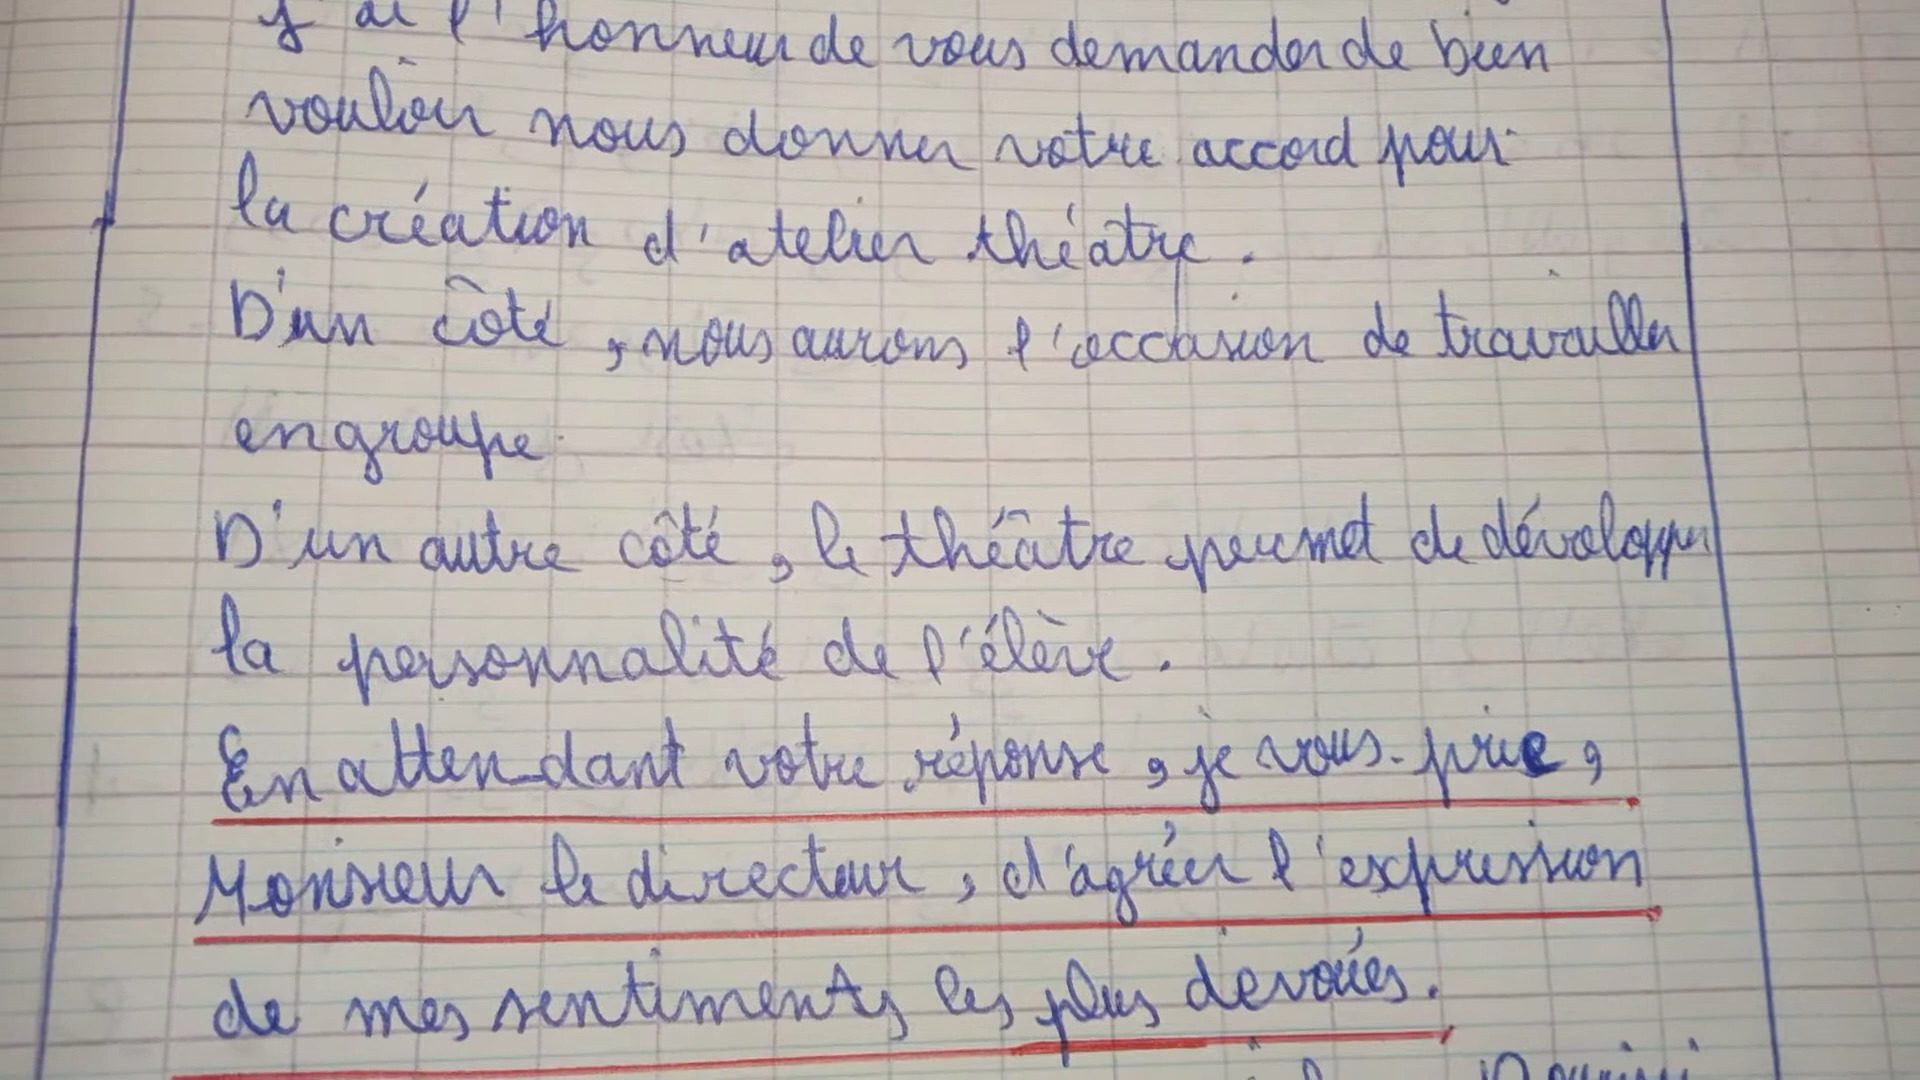 J'ai l'honneur de vous demander de bien
vouloir nous donner votre accord pour
la création d'atelier théatre.
D'un côté, nous aurons l'occasion de travailler
en groupe.
D'un autre côté, le théâtre permet de développer
la personnalité de l'élève.
En attendant votre réponse, je vous prie,
Monsieur le directeur, d'agréer l'expression
de mes sentiments les plus devoués.